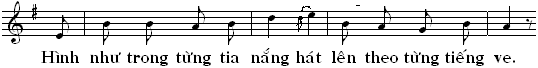 Hình như trong từng tia nắng hát lên theo từng tiếng ve.